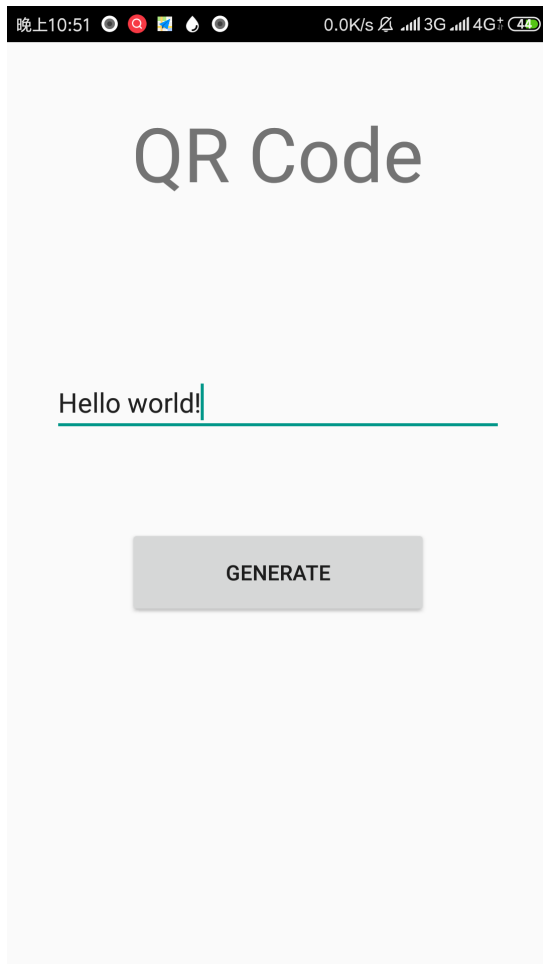 晚上10:51 0.0K/s 3G 4G+ 44
QR Code
Hello world!
GENERATE